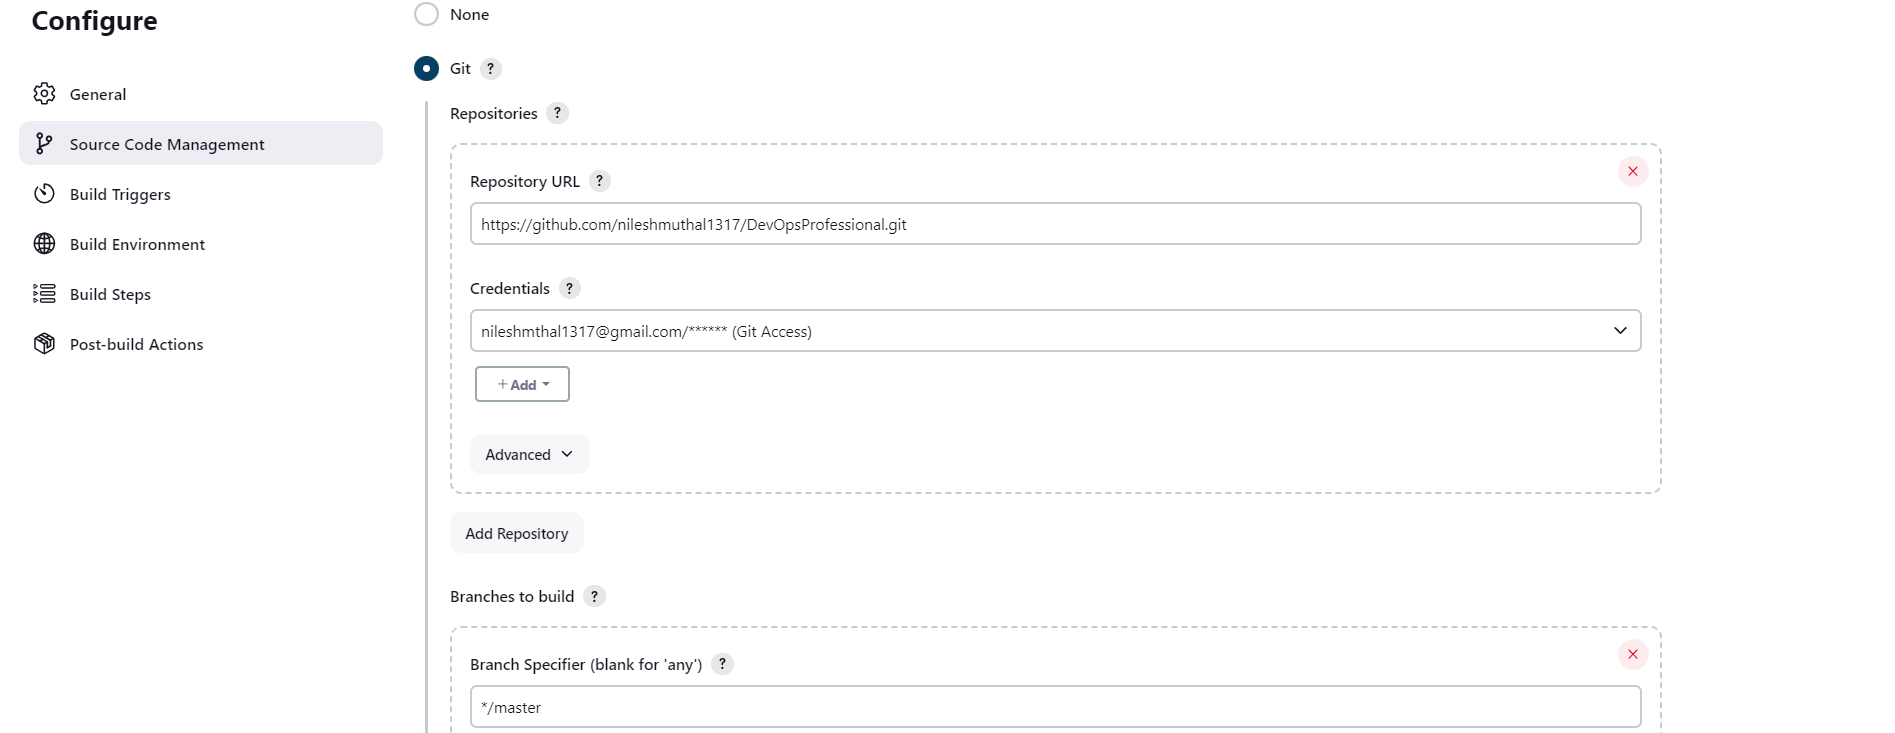 Configure
General
Source Code Management
Build Triggers
Build Environment
Build Steps
Post-build Actions
None
Git ?
Repositories ?
Repository URL ?
https://github.com/nileshmuthal1317/DevOpsProfessional.git
Credentials ?
nileshmthal1317@gmail.com/****** (Git Access)
+ Add
Advanced
Add Repository
Branches to build ?
Branch Specifier (blank for 'any') ?
*/master